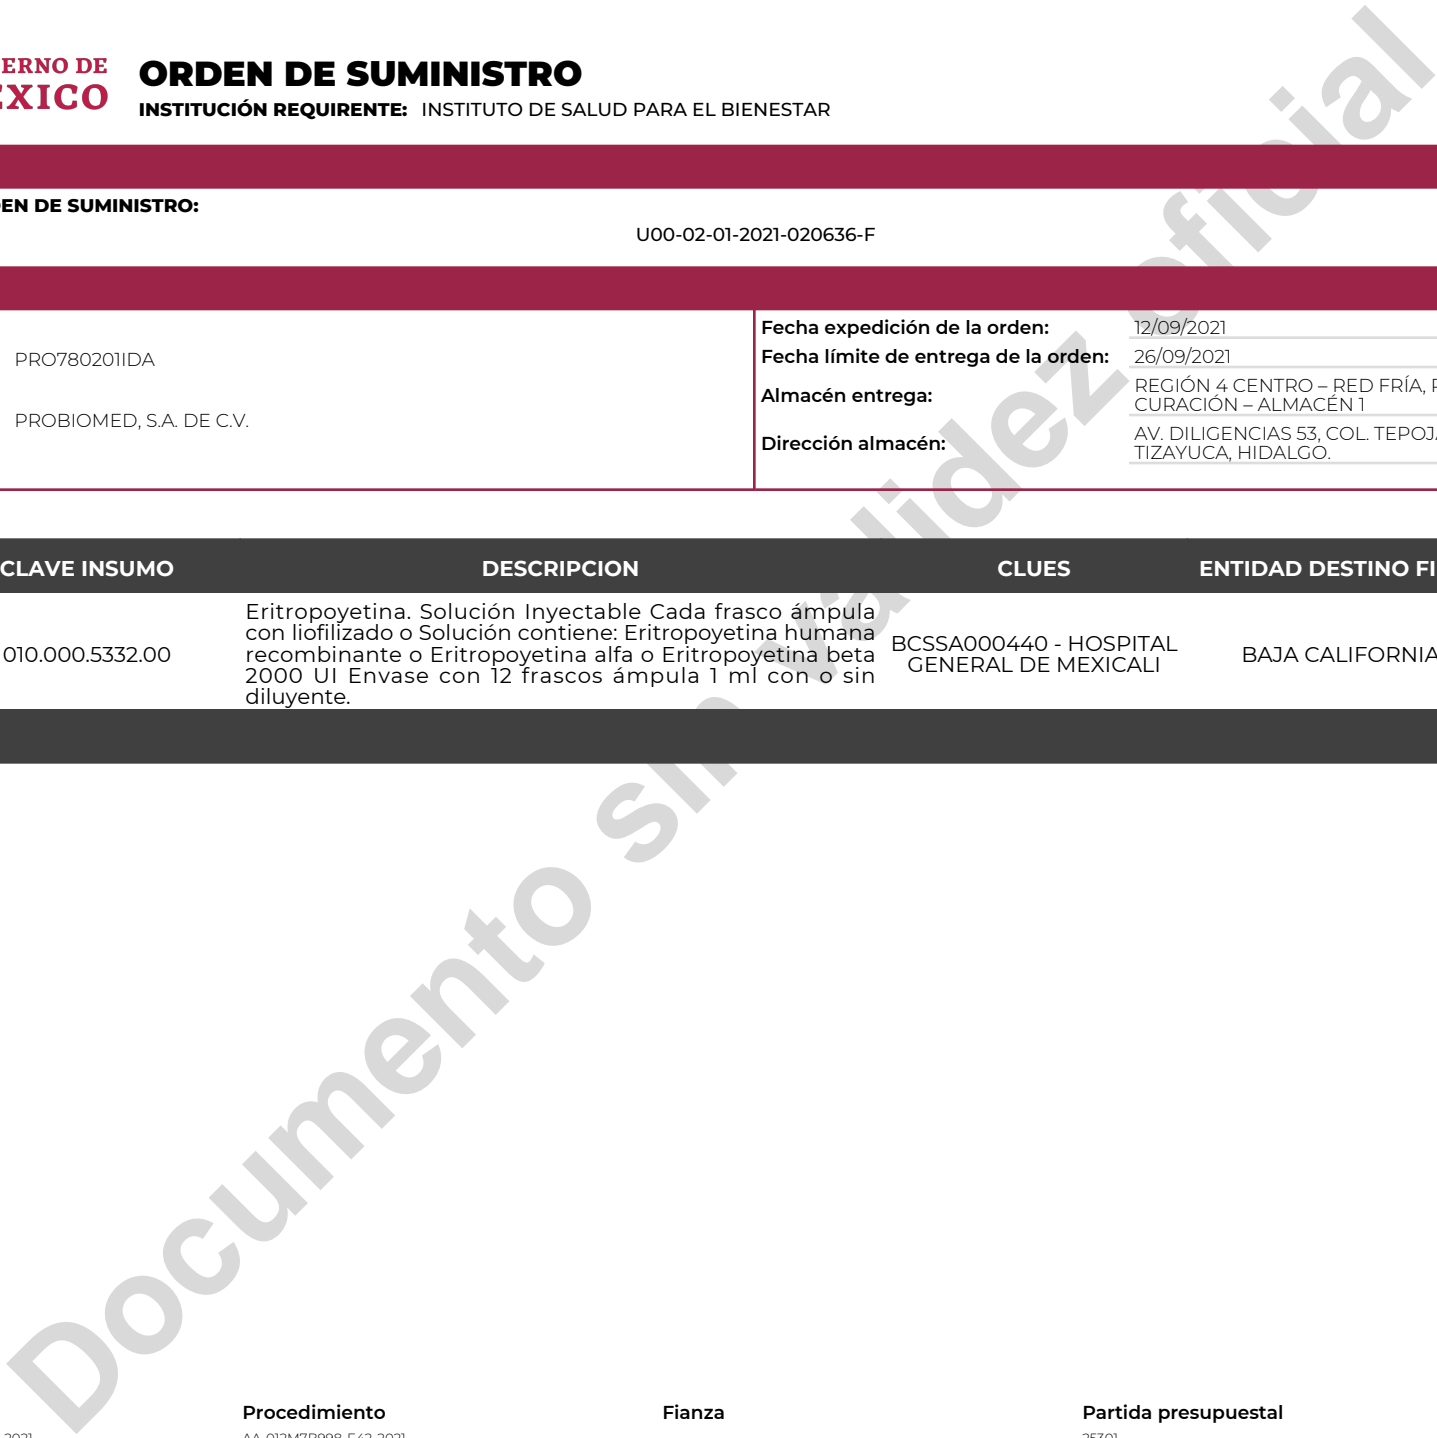 ERNO DE
ORDEN DE SUMINISTRO
INSTITUCIÓN REQUIRENTE: INSTITUTO DE SALUD PARA EL BIENESTAR
EXICO
EN DE SUMINISTRO:
U00-02-01-2021-020636-F
PRO780201IDA
PROBIOMED, S.A. DE C.V.
Fecha expedición de la orden: 12/09/2021
Fecha límite de entrega de la orden: 26/09/2021
Almacén entrega: REGIÓN 4 CENTRO – RED FRÍA,
CURACIÓN – ALMACÉN 1
Dirección almacén: AV. DILIGENCIAS 53, COL. TEPOJ
TIZAYUCA, HIDALGO.
CLAVE INSUMO DESCRIPCION CLUES ENTIDAD DESTINO FI
010.000.5332.00
Eritropoyetina. Solución Inyectable Cada frasco ámpula
con liofilizado o Solución contiene: Eritropoyetina humana
recombinante o Eritropoyetina alfa o Eritropoyetina beta
2000 UI Envase con 12 frascos ámpula 1 ml con o sin
diluyente.
BCSSA000440 - HOSPITAL
GENERAL DE MEXICALI
BAJA CALIFORNIA
Documento sin validez oficial
Procedimiento Fianza Partida presupuestal